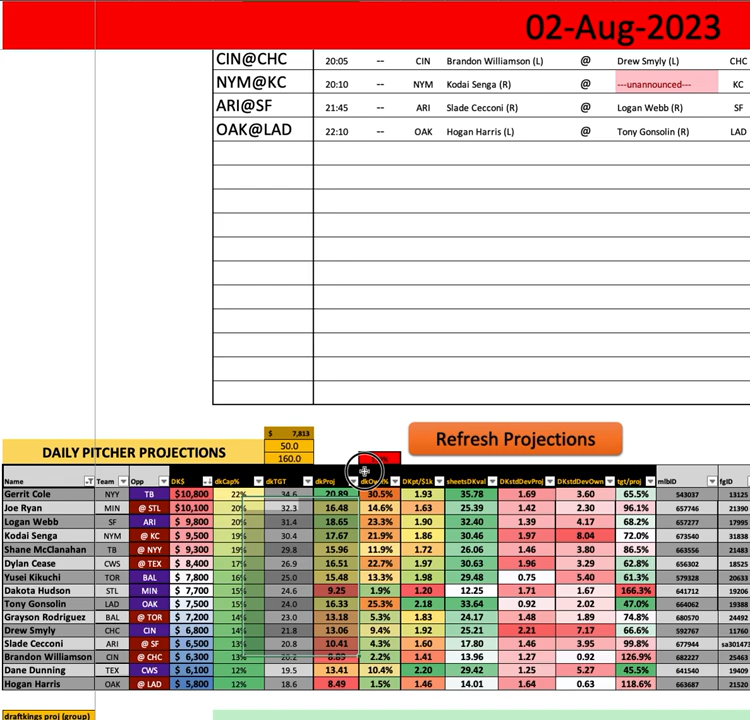 02-Aug-2023
CIN@CHC 20:05 -- CIN Brandon Williamson (L) @ Drew Smyly (L) CHC
NYM@KC 20:10 -- NYM Kodai Senga (R) @ ---unannounced--- KC
ARI@SF 21:45 -- ARI Slade Cecconi (R) @ Logan Webb (R) SF
OAK@LAD 22:10 -- OAK Hogan Harris (L) @ Tony Gonsolin (R) LAD
$ 7,813
Refresh Projections
DAILY PITCHER PROJECTIONS 50.0
160.0
Name Team Opp DK$ dkCap% dkTGT dkProj DKpt/$1k sheetsDKval DKstdDevProj DKstdDevOwn tgt/proj mlbID fgID
Gerrit Cole NYY TB $10,800 22% 34.6 20.89 30.5% 1.93 35.78 1.69 3.60 65.5% 543037 13125
Joe Ryan MIN @ STL $10,100 20% 32.3 16.48 14.6% 1.63 25.39 1.42 2.30 96.1% 657746 21390
Logan Webb SF ARI $ 9,800 20% 31.4 18.65 23.3% 1.90 32.40 1.39 4.17 68.2% 657277 17995
Kodai Senga NYM @ KC $ 9,500 19% 30.4 17.67 21.9% 1.86 30.46 1.97 8.04 72.0% 673540 31838
Shane McClanahan TB @ NYY $ 9,300 19% 29.8 15.96 11.9% 1.72 26.06 1.46 3.80 86.5% 663556 21483
Dylan Cease CWS @ TEX $ 8,400 17% 26.9 16.51 22.7% 1.97 30.63 1.96 3.29 62.8% 656302 18525
Yusei Kikuchi TOR BAL $ 7,800 16% 25.0 15.48 13.3% 1.98 29.48 0.75 5.40 61.3% 579328 20633
Dakota Hudson STL MIN $ 7,700 15% 24.6 9.25 1.9% 1.20 12.25 1.71 1.67 166.3% 641712 19206
Tony Gonsolin LAD OAK $ 7,500 15% 24.0 16.33 25.3% 2.18 33.64 0.92 2.02 47.0% 664062 19388
Grayson Rodriguez BAL @ TOR $ 7,200 14% 23.0 13.18 5.3% 1.83 24.17 1.48 1.89 74.8% 680570 24492
Drew Smyly CHC CIN $ 6,800 14% 21.8 13.06 9.4% 1.92 25.21 2.21 7.17 66.6% 592767 11760
Slade Cecconi ARI @ SF $ 6,500 13% 20.8 10.41 4.3% 1.60 17.80 1.46 3.95 99.8% 677944 sa301473
Brandon Williamson CIN @ CHC $ 6,300 13% 20.2 8.89 2.2% 1.41 13.96 1.27 0.92 126.9% 682227 25463
Dane Dunning TEX CWS $ 6,100 12% 19.5 13.41 10.4% 2.20 29.42 1.25 5.27 45.5% 641540 19409
Hogan Harris OAK @ LAD $ 5,800 12% 18.6 8.49 1.5% 1.46 14.01 1.64 0.63 118.6% 663687 21520
draftkings proj (group)